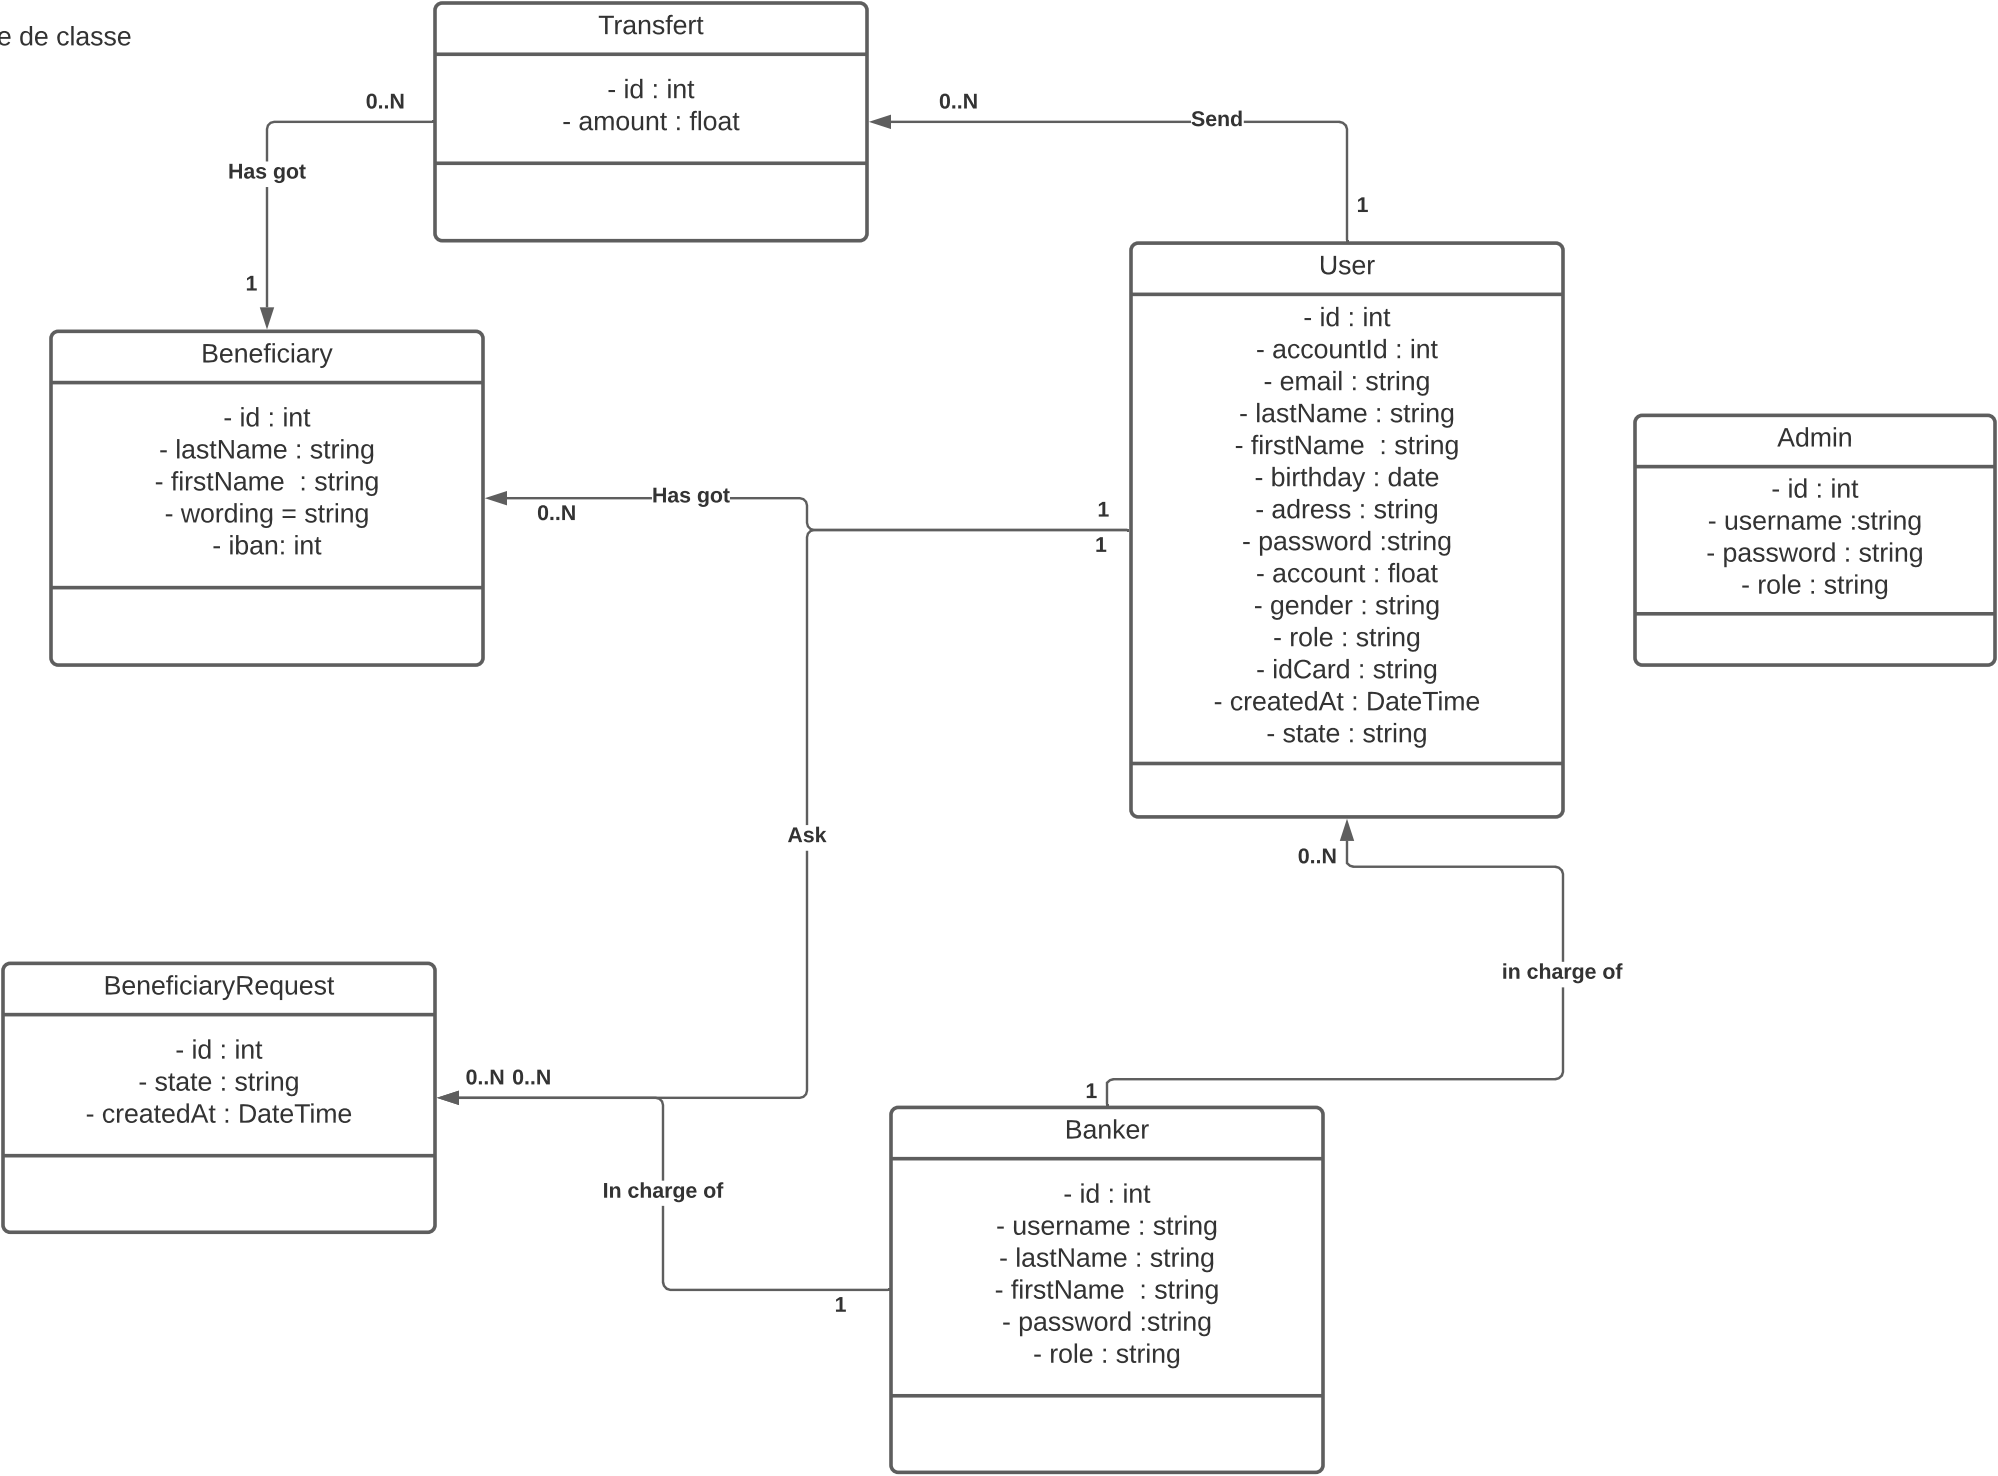 e de classe
Transfert
- id : int
- amount : float
0..N
Has got
1
0..N
Send
1
Beneficiary
- id : int
- lastName : string
- firstName  : string
- wording = string
- iban: int
User
- id : int
- accountId : int
- email : string
- lastName : string
- firstName  : string
- birthday : date
- adress : string
- password :string
- account : float
- gender : string
- role : string
- idCard : string
- createdAt : DateTime
- state : string
Admin
- id : int
- username :string
- password : string
- role : string
Has got
0..N
1
1
Ask
0..N
in charge of
1
BeneficiaryRequest
- id : int
- state : string
- createdAt : DateTime
0..N 0..N
In charge of
1
Banker
- id : int
- username : string
- lastName : string
- firstName  : string
- password :string
- role : string